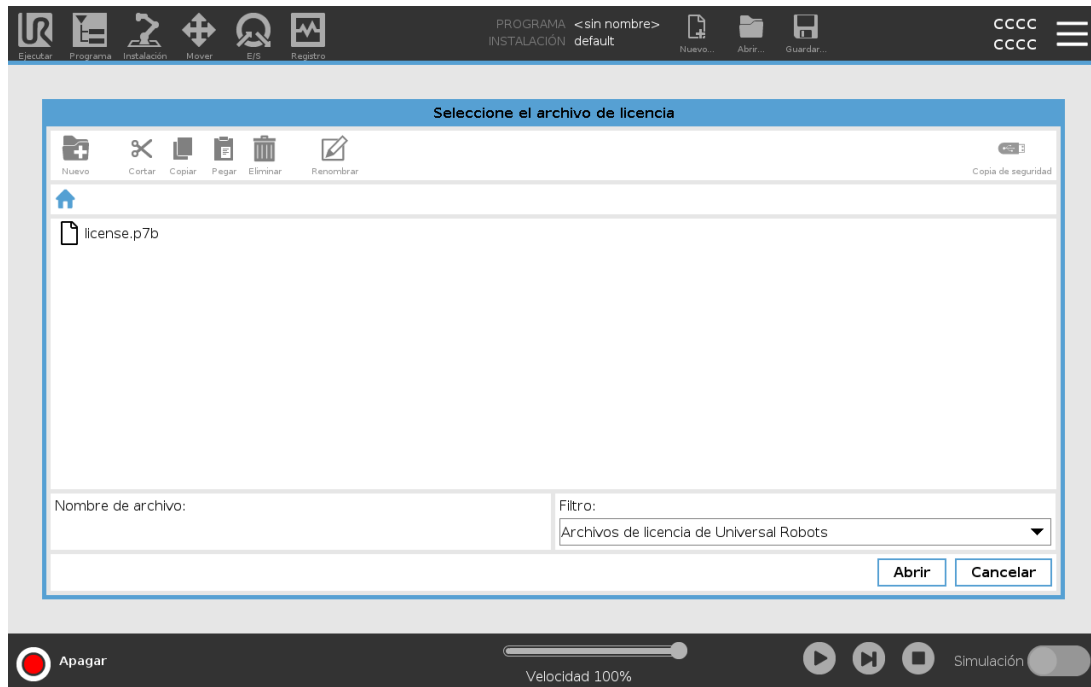 UR
PROGRAMA <sin nombre>
INSTALACIÓN default
CCCC
CCCC
Ejecutar Programa Instalación Mover E/S Registro Nuevo... Abrir... Guardar...
Seleccione el archivo de licencia
Nuevo Cortar Copiar Pegar Eliminar Renombrar Copia de seguridad
license.p7b
Nombre de archivo: Filtro:
Archivos de licencia de Universal Robots
Abrir Cancelar
Apagar Velocidad 100% Simulación